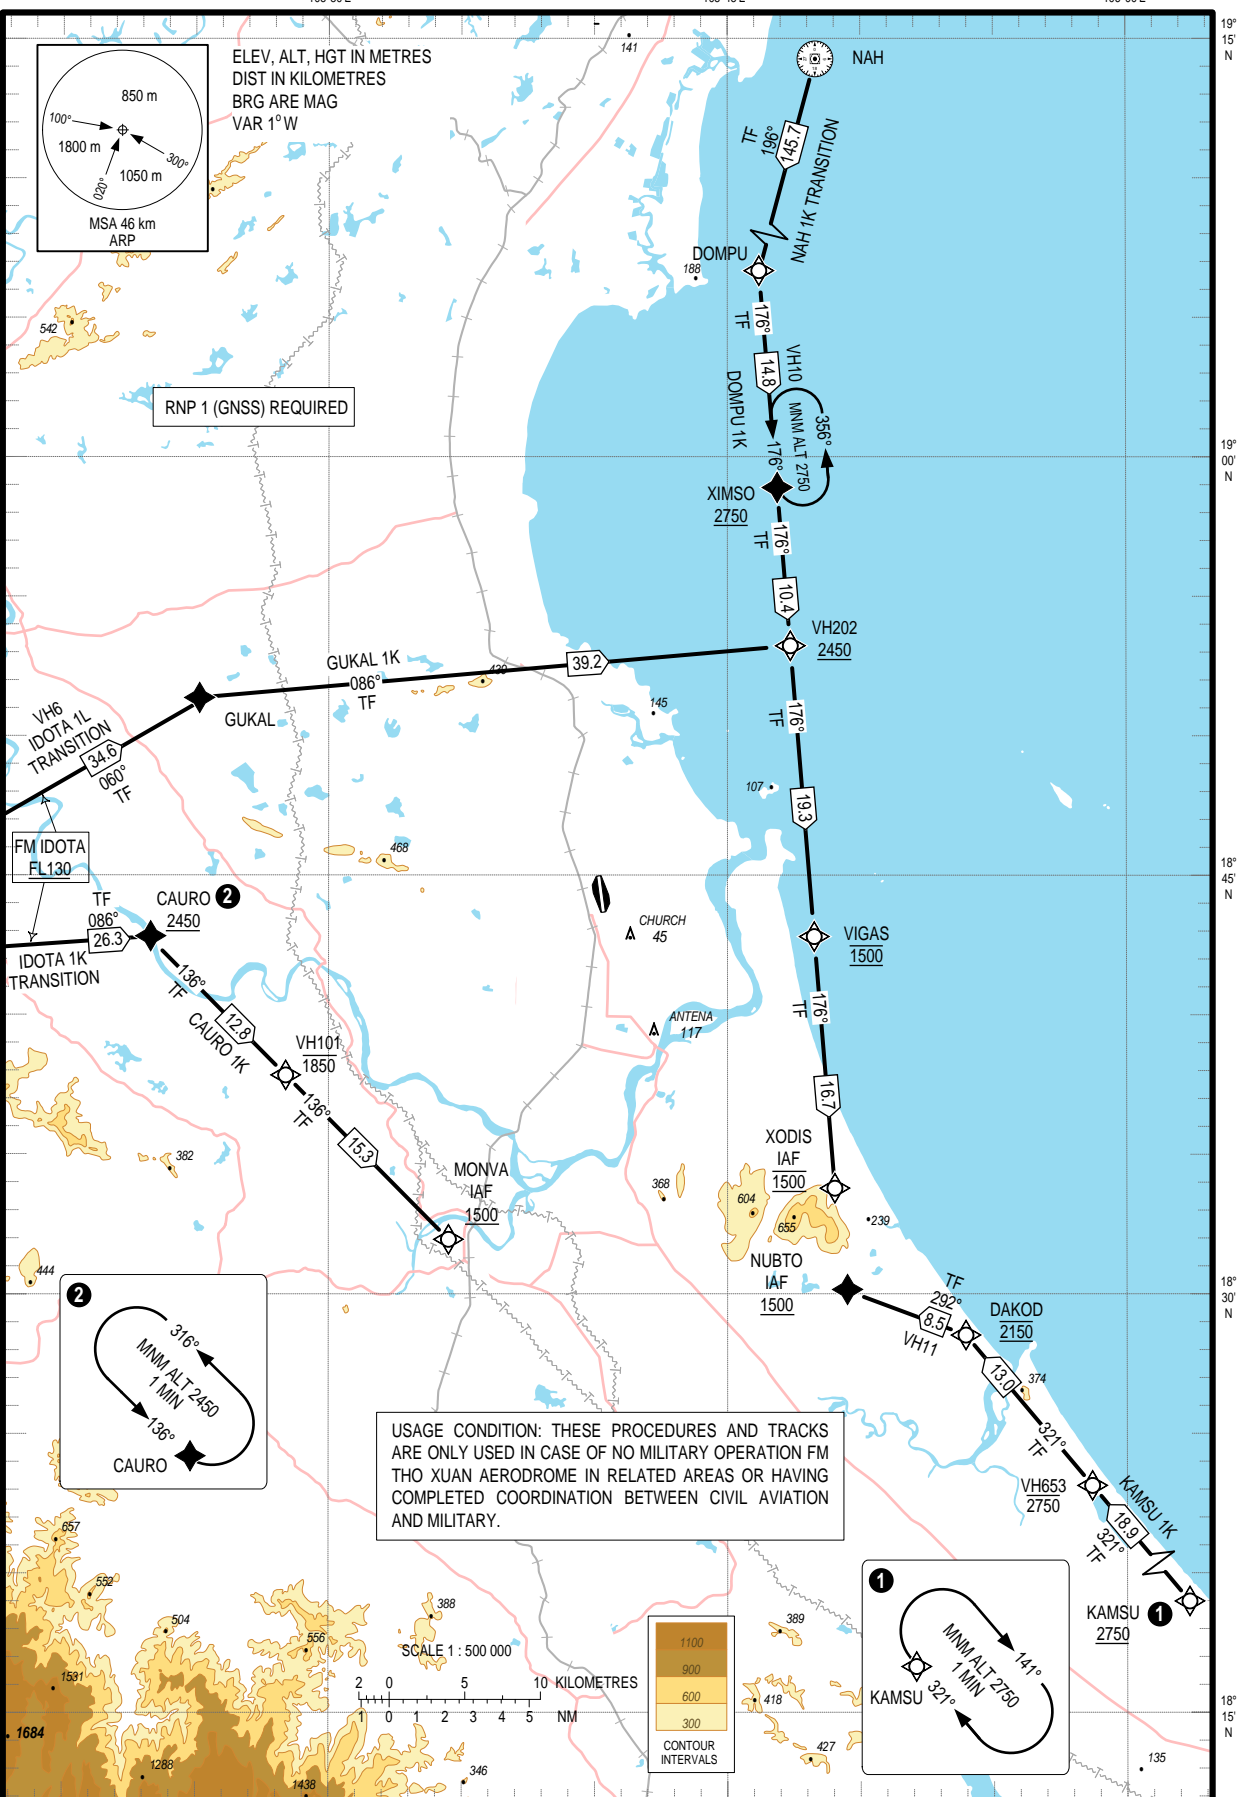 19°
15'
N
141
NAH
ELEV, ALT, HGT IN METRES
DIST IN KILOMETRES
BRG ARE MAG
VAR 1° W
850 m
100°
1800 m
300°
1050 m
020°
MSA 46 km
ARP
TF
196°
145.7
NAH 1K TRANSITION
DOMPU
188
176°
TF
542
14.8
VH10
DOMPU 1K
RNP 1 (GNSS) REQUIRED
MNM ALT 2750
356°
176°
19°
00'
N
XIMSO
2750
176°
TF
10.4
VH202
2450
GUKAL 1K
086°
TF
39.2
439
GUKAL
VH6
IDOTA 1L
TRANSITION
34.6
060°
TF
145
176°
TF
107
19.3
FM IDOTA
FL130
468
18°
45'
N
TF
086°
26.3
IDOTA 1K
TRANSITION
CAURO 2
2450
CHURCH
45
VIGAS
1500
136°
TF
12.8
CAURO 1K
176°
TF
ANTENA
117
VH101
1850
136°
TF
15.3
16.7
382
MONVA
IAF
1500
XODIS
IAF
1500
368
604
655
239
444
NUBTO
IAF
1500
18°
30'
N
TF
292°
8.5
VH11
DAKOD
2150
2
316°
MNM ALT 2450
1 MIN
136°
CAURO
13.0
374
321°
TF
USAGE CONDITION: THESE PROCEDURES AND TRACKS
ARE ONLY USED IN CASE OF NO MILITARY OPERATION FM
THO XUAN AERODROME IN RELATED AREAS OR HAVING
COMPLETED COORDINATION BETWEEN CIVIL AVIATION
AND MILITARY.
VH653
2750
KAMSU 1K
18.9
321°
TF
657
552
504
556
388
389
KAMSU 1
2750
1
MNM ALT 2750
1 MIN
141°
321°
KAMSU
SCALE 1 : 500 000
2 0 5 10 KILOMETRES
1 0 1 2 3 4 5 NM
1100
900
600
300
CONTOUR
INTERVALS
1531
1684
1288
1438
346
418
427
135
18°
15'
N